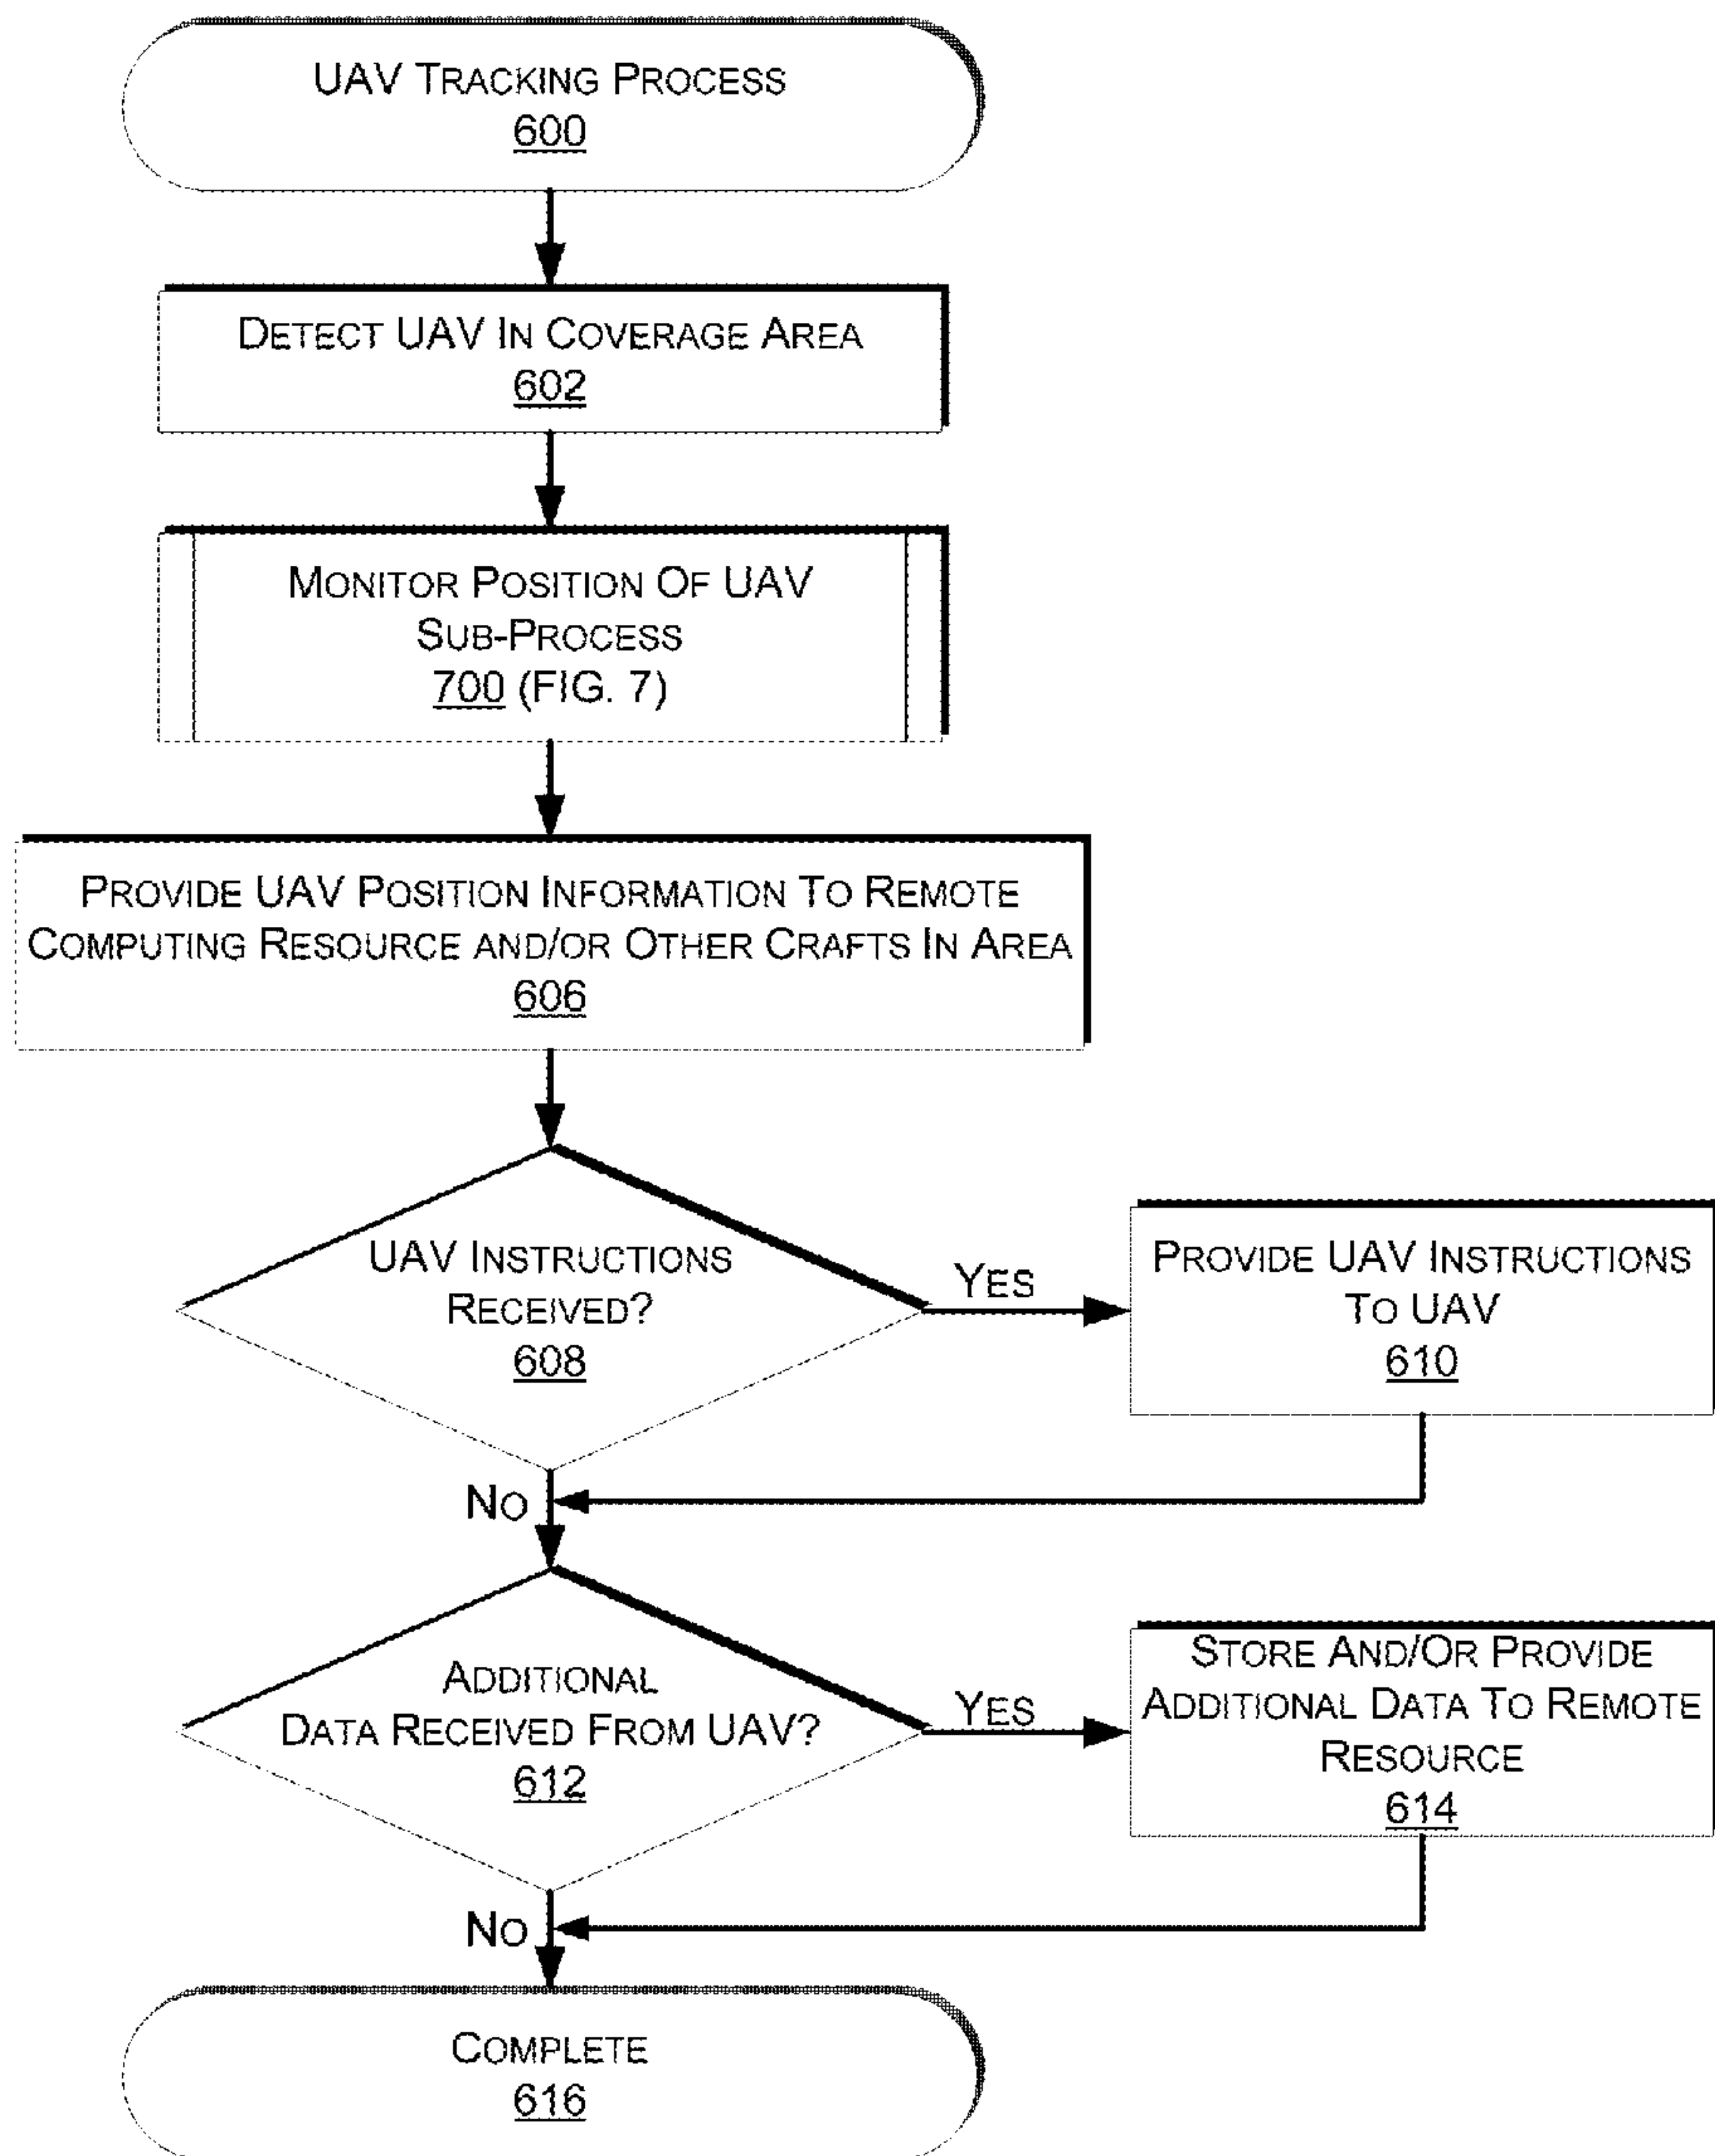 UAV TRACKING PROCESS
600
DETECT UAV IN COVERAGE AREA
602
MONITOR POSITION OF UAV
SUB-PROCESS
700 (FIG. 7)
PROVIDE UAV POSITION INFORMATION TO REMOTE
COMPUTING RESOURCE AND/OR OTHER CRAFTS IN AREA
606
UAV INSTRUCTIONS
RECEIVED?
608
YES
PROVIDE UAV INSTRUCTIONS
TO UAV
610
NO
ADDITIONAL
DATA RECEIVED FROM UAV?
612
YES
STORE AND/OR PROVIDE
ADDITIONAL DATA TO REMOTE
RESOURCE
614
NO
COMPLETE
616